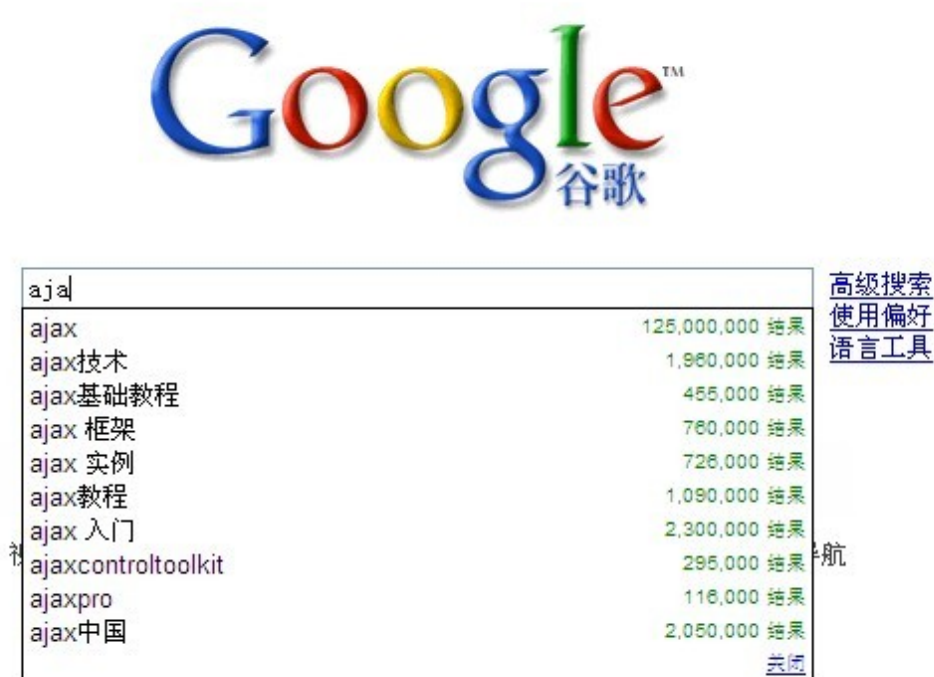 Google™
谷歌
aja
高级搜索
使用偏好
语言工具
ajax 125,000,000 结果
ajax技术 1,960,000 结果
ajax基础教程 455,000 结果
ajax 框架 760,000 结果
ajax 实例 726,000 结果
ajax教程 1,090,000 结果
ajax 入门 2,300,000 结果
ajaxcontroltoolkit 295,000 结果
航
ajaxpro 116,000 结果
ajax中国 2,050,000 结果
关闭